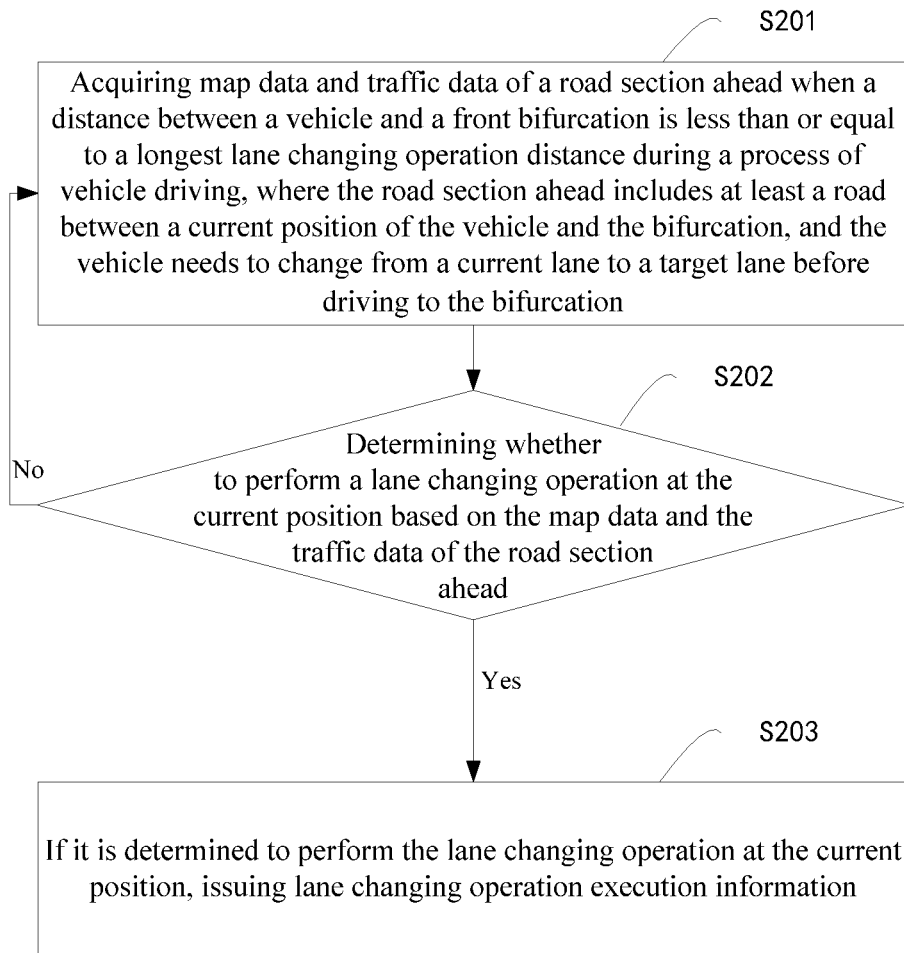 S201
Acquiring map data and traffic data of a road section ahead when a
distance between a vehicle and a front bifurcation is less than or equal
to a longest lane changing operation distance during a process of
vehicle driving, where the road section ahead includes at least a road
between a current position of the vehicle and the bifurcation, and the
vehicle needs to change from a current lane to a target lane before
driving to the bifurcation
S202
Determining whether
to perform a lane changing operation at the
current position based on the map data and the
traffic data of the road section
ahead
No
Yes
S203
If it is determined to perform the lane changing operation at the current
position, issuing lane changing operation execution information